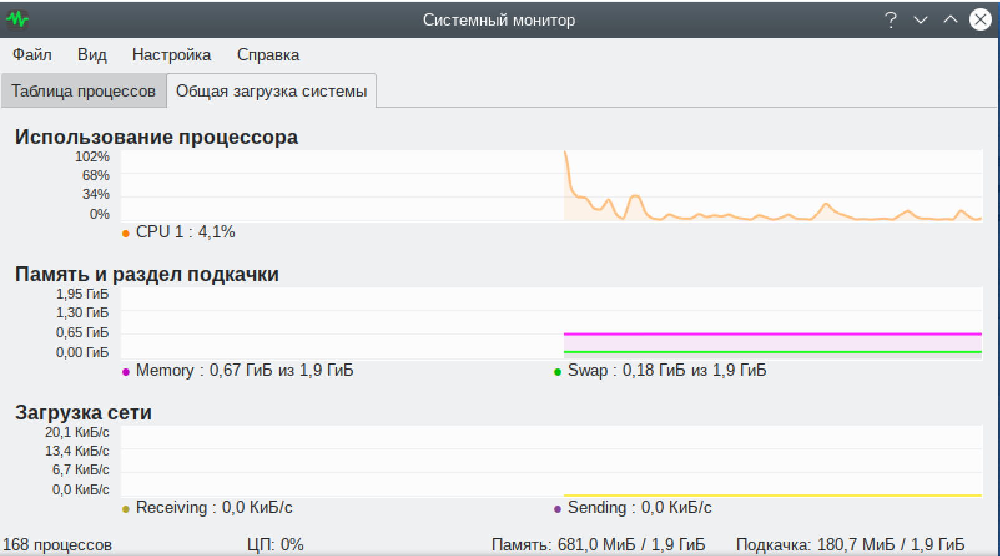 Системный монитор
Файл Вид Настройка Справка
Таблица процессов Общая загрузка системы
Использование процессора
102%
68%
34%
0%
CPU 1 : 4,1%
Память и раздел подкачки
1,95 ГиБ
1,30 ГиБ
0,65 ГиБ
0,00 ГиБ
Memory : 0,67 ГиБ из 1,9 ГиБ Swap : 0,18 ГиБ из 1,9 ГиБ
Загрузка сети
20,1 КиБ/с
13,4 КиБ/с
6,7 КиБ/с
0,0 КиБ/с
Receiving : 0,0 КиБ/с Sending : 0,0 КиБ/с
168 процессов ЦП: 0% Память: 681,0 МиБ / 1,9 ГиБ Подкачка: 180,7 МиБ / 1,9 ГиБ